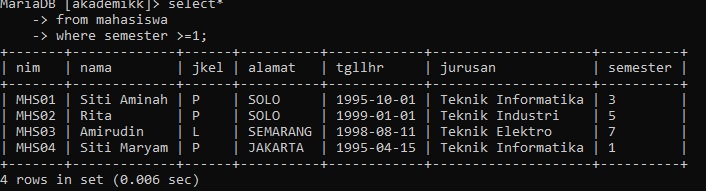 MariaDB [akademikk]> select*
    -> from mahasiswa
    -> where semester >=1;
+-------+-------------+------+----------+------------+--------------------+----------+
| nim   | nama        | jkel | alamat   | tgllhr     | jurusan            | semester |
+-------+-------------+------+----------+------------+--------------------+----------+
| MHS01 | Siti Aminah | P    | SOLO     | 1995-10-01 | Teknik Informatika | 3        |
| MHS02 | Rita        | P    | SOLO     | 1999-01-01 | Teknik Industri    | 5        |
| MHS03 | Amirudin    | L    | SEMARANG | 1998-08-11 | Teknik Elektro     | 7        |
| MHS04 | Siti Maryam | P    | JAKARTA  | 1995-04-15 | Teknik Informatika | 1        |
+-------+-------------+------+----------+------------+--------------------+----------+
4 rows in set (0.006 sec)